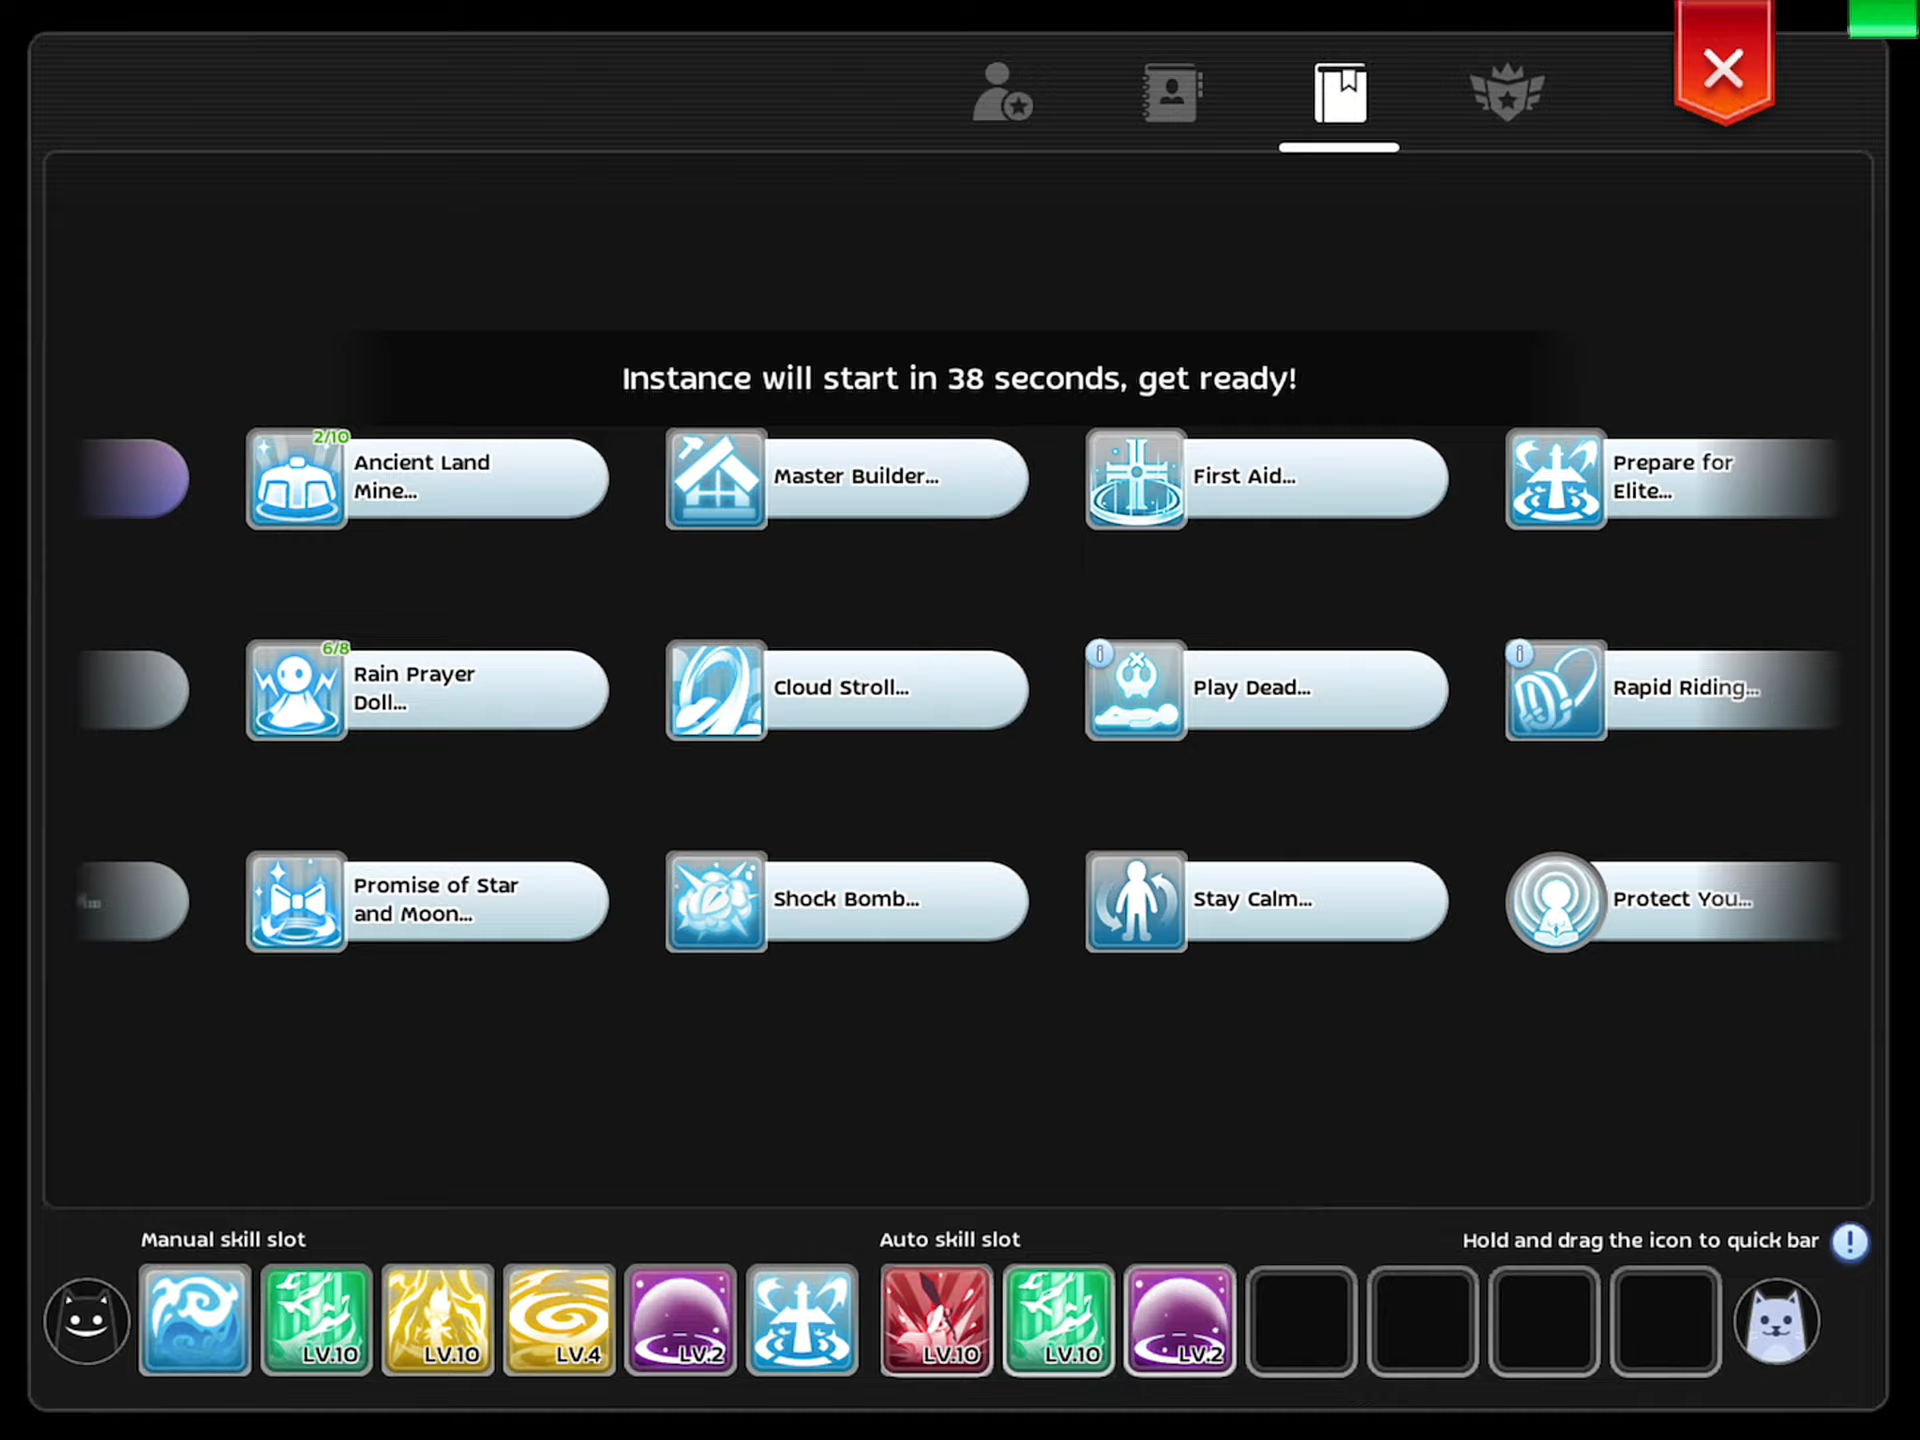 Instance will start in 38 seconds, get ready!
2/10
Ancient Land
Mine...
Master Builder...
First Aid...
Prepare for
Elite...
6/8
Rain Prayer
Doll...
Cloud Stroll...
Play Dead...
Rapid Riding...
Promise of Star
and Moon...
Shock Bomb...
Stay Calm...
Protect You...
Manual skill slot
Auto skill slot
Hold and drag the icon to quick bar
LV.10
LV.10
LV.4
LV.2
LV.10
LV.10
LV.2